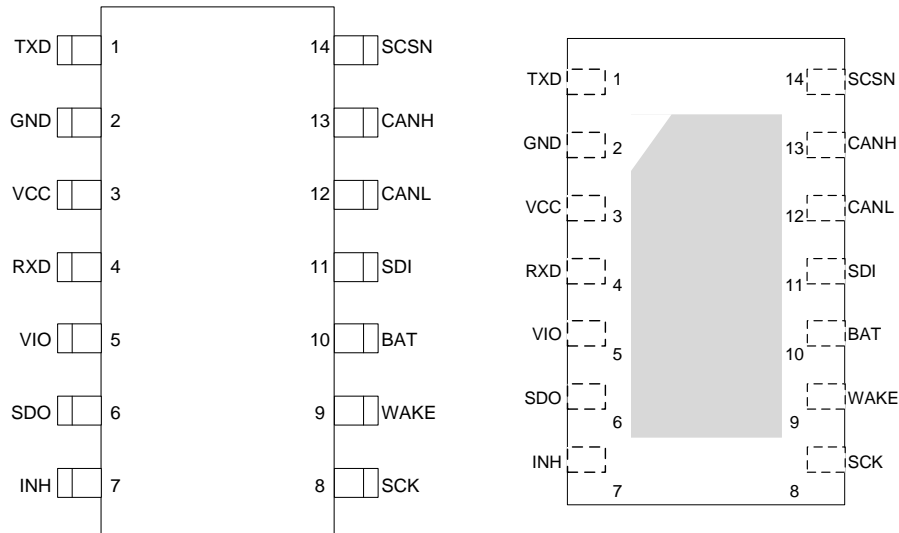 TXD 1 14 SCSN
GND 2 13 CANH
VCC 3 12 CANL
RXD 4 11 SDI
VIO 5 10 BAT
SDO 6 9 WAKE
INH 7 8 SCK
TXD 1 14 SCSN
GND 2 13 CANH
VCC 3 12 CANL
RXD 4 11 SDI
VIO 5 10 BAT
SDO 6 9 WAKE
INH 7 8 SCK